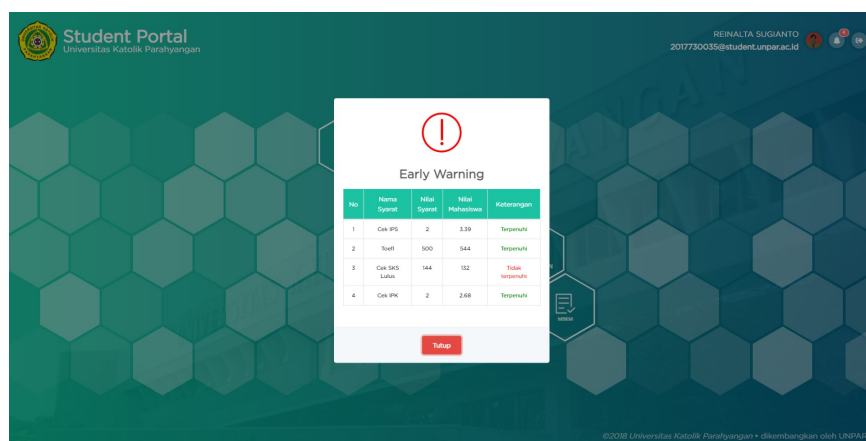 Student Portal
Universitas Katolik Parahyangan
REINALTA SUGIANTO
2017730035@student.unpar.ac.id
Early Warning
No Nama Syarat Nilai Syarat Nilai Mahasiswa Keterangan
1 Cek IPS 2 3.39 Terpenuhi
2 Toefl 500 544 Terpenuhi
3 Cek SKS Lulus 144 132 Tidak terpenuhi
4 Cek IPK 2 2.68 Terpenuhi
Tutup
©2018 Universitas Katolik Parahyangan • dikembangkan oleh UNPAR